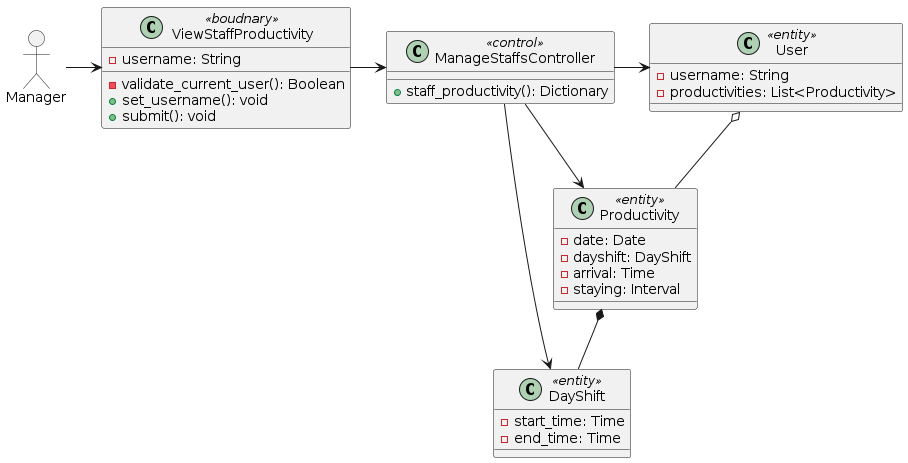 Manager
«boudnary»
C ViewStaffProductivity
username: String
validate_current_user(): Boolean
set_username(): void
submit(): void
«control»
C ManageStaffsController
staff_productivity(): Dictionary
«entity»
C User
username: String
productivities: List<Productivity>
«entity»
C Productivity
date: Date
dayshift: DayShift
arrival: Time
staying: Interval
«entity»
C DayShift
start_time: Time
end_time: Time